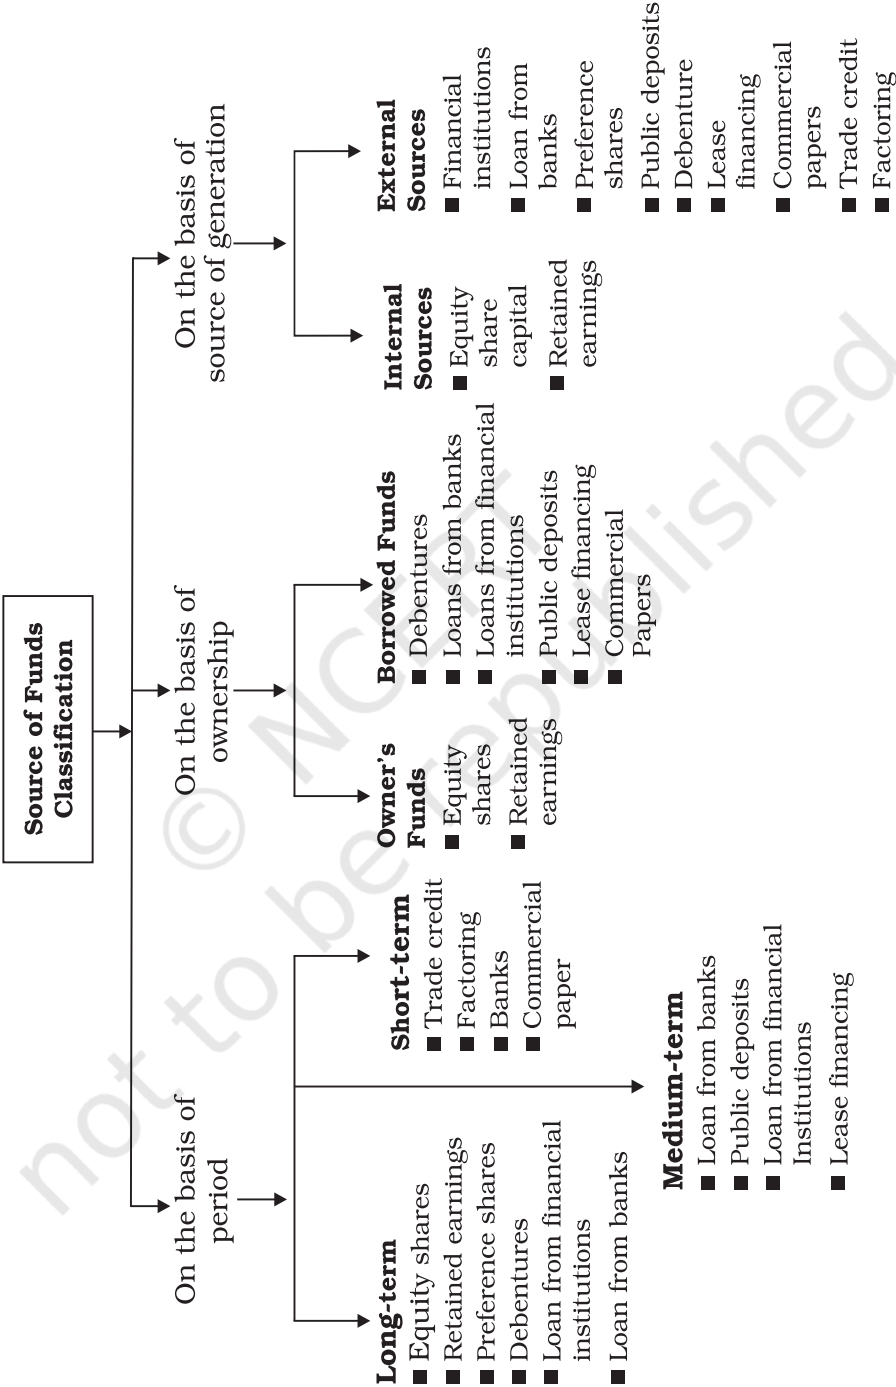 Source of Funds
Classification
On the basis of
period
Long-term
■ Equity shares
■ Retained earnings
■ Preference shares
■ Debentures
■ Loan from financial
institutions
■ Loan from banks
Medium-term
■ Loan from banks
■ Public deposits
■ Loan from financial
Institutions
■ Lease financing
Short-term
■ Trade credit
■ Factoring
■ Banks
■ Commercial
paper
On the basis of
ownership
Owner's
Funds
■ Equity
shares
■ Retained
earnings
Borrowed Funds
■ Debentures
■ Loans from banks
■ Loans from financial
institutions
■ Public deposits
■ Lease financing
■ Commercial
Papers
On the basis of
source of generation
Internal
Sources
■ Equity
share
capital
■ Retained
earnings
External
Sources
■ Financial
institutions
■ Loan from
banks
■ Preference
shares
■ Public deposits
■ Debenture
■ Lease
financing
■ Commercial
papers
■ Trade credit
■ Factoring
© NCERT
not to be republished